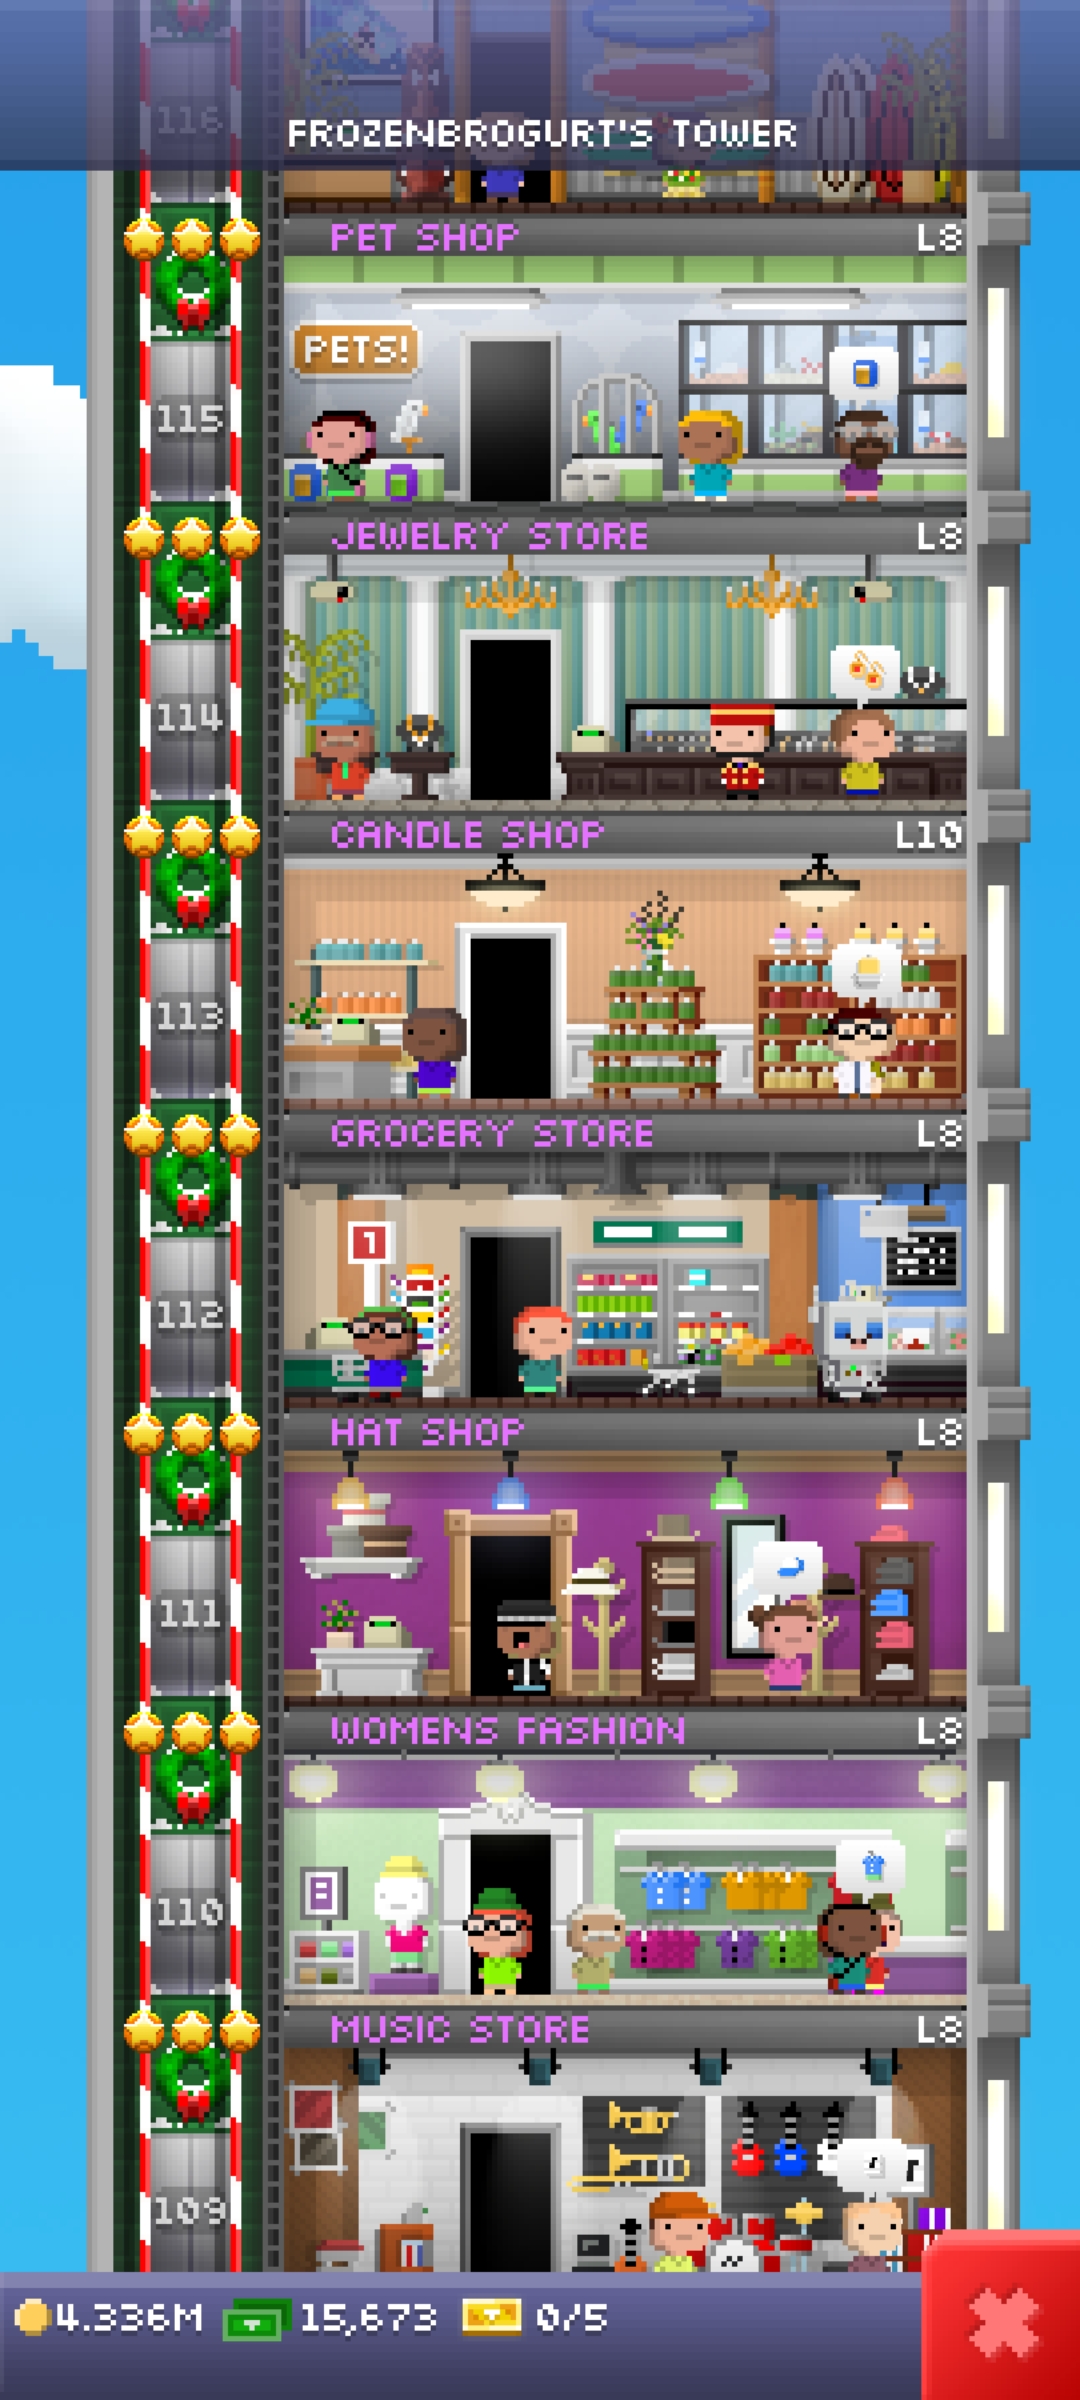 116
FROZENBROGURT'S TOWER
PET SHOP L8
PETS!
115
JEWELRY STORE L8
114
CANDLE SHOP L10
113
GROCERY STORE L8
1
112
HAT SHOP L8
111
WOMENS FASHION L8
8
110
MUSIC STORE L8
109
4.336M 15,673 0/5